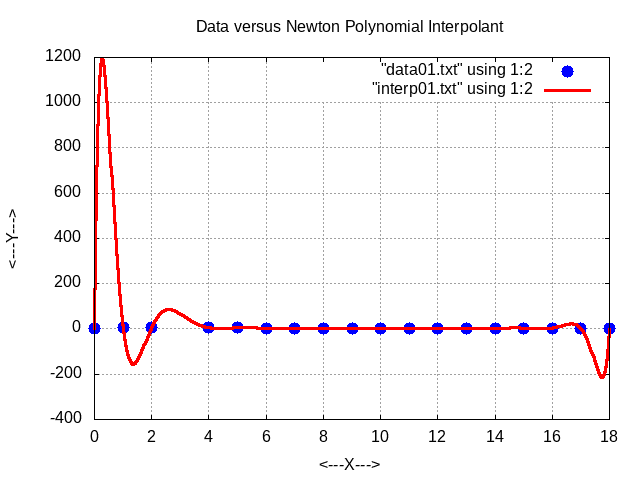 Data versus Newton Polynomial Interpolant
"data01.txt" using 1:2
"interp01.txt" using 1:2
1200
1000
800
600
400
200
0
-200
-400
<---Y--->
0 2 4 6 8 10 12 14 16 18
<---X--->